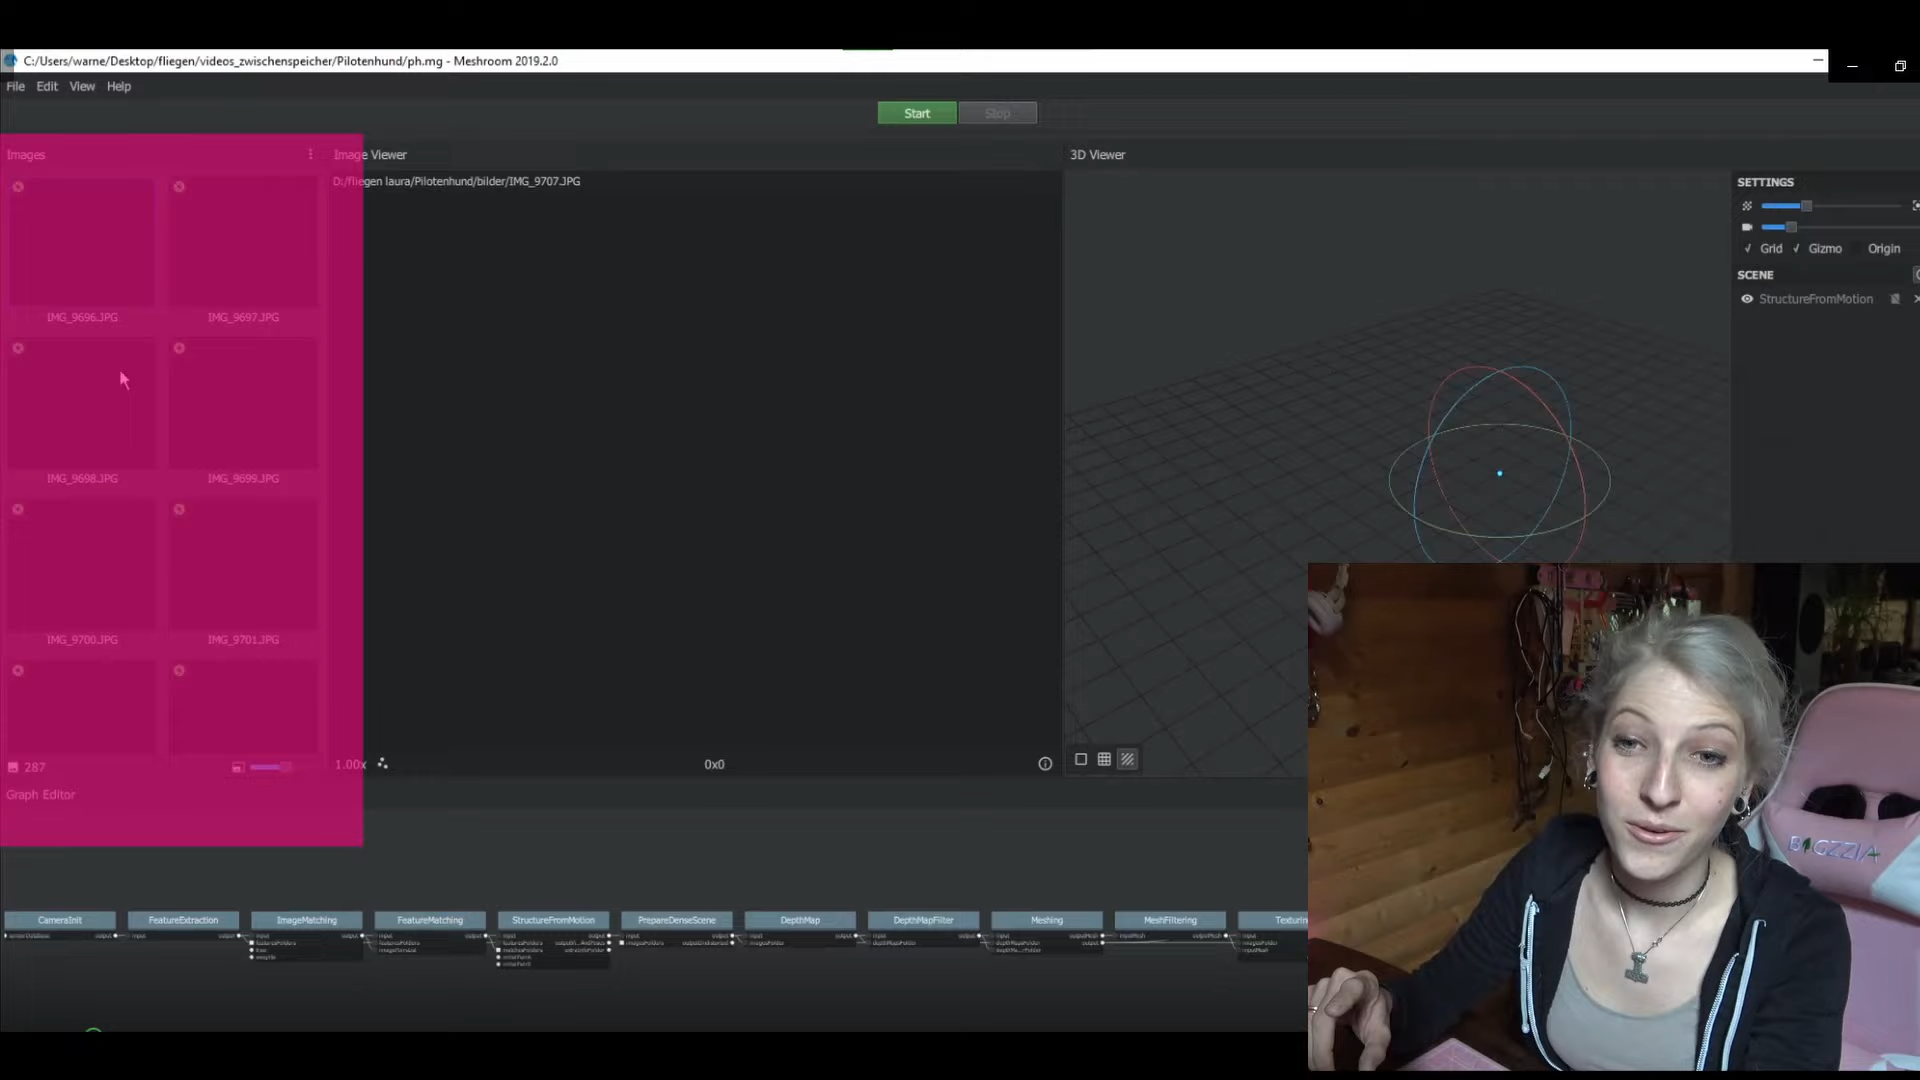 C:/Users/warne/Desktop/fliegen/videos_zwischenspeicher/Pilotenhund/ph.mg - Meshroom 2019.2.0
File Edit View Help
Start Stop
Images
Image Viewer
3D Viewer
D:/fliegen laura/Pilotenhund/bilder/IMG_9707.JPG
SETTINGS
Grid Gizmo Origin
SCENE
StructureFromMotion
IMG_9696.JPG IMG_9697.JPG
IMG_9698.JPG IMG_9699.JPG
IMG_9700.JPG IMG_9701.JPG
287
1.00x
0x0
Graph Editor
CameraInit FeatureExtraction ImageMatching FeatureMatching StructureFromMotion PrepareDenseScene DepthMap DepthMapFilter Meshing MeshFiltering